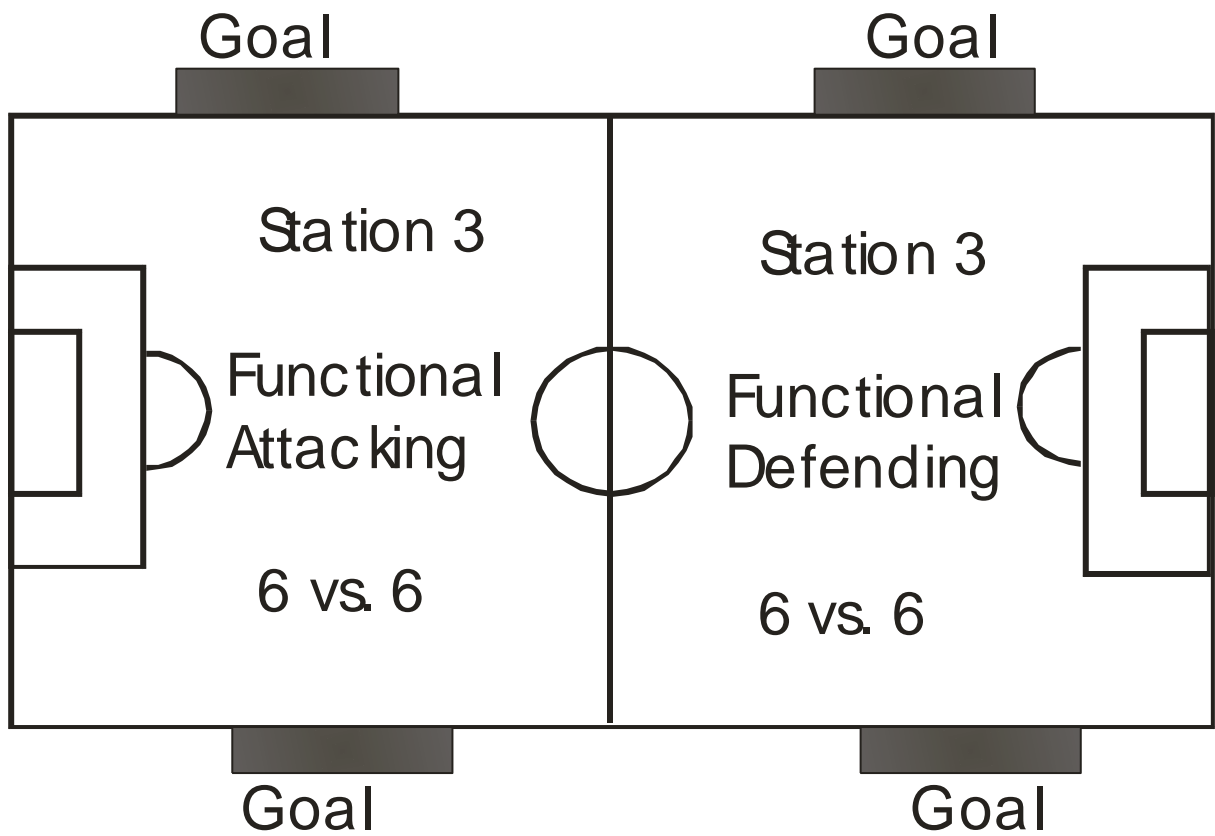 Goal
Goal
Station 3
Functional
Attacking
6 vs. 6
Station 3
Functional
Defending
6 vs. 6
Goal
Goal